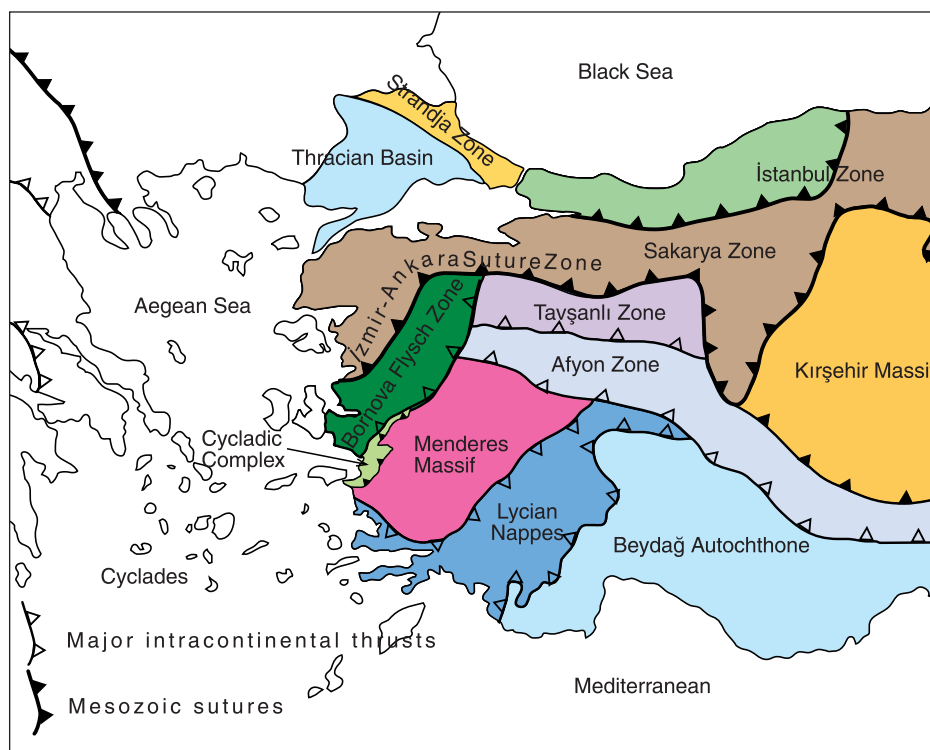 Black Sea
Strandja Zone
Thracian Basin
İstanbul Zone
Sakarya Zone
İzmir-Ankara Suture Zone
Aegean Sea
Tavşanlı Zone
Bornova Flysch Zone
Afyon Zone
Kırşehir Massif
Cycladic
Complex
Menderes
Massif
Lycian
Nappes
Beydağ Autochthone
Cyclades
Major intracontinental thrusts
Mediterranean
Mesozoic sutures